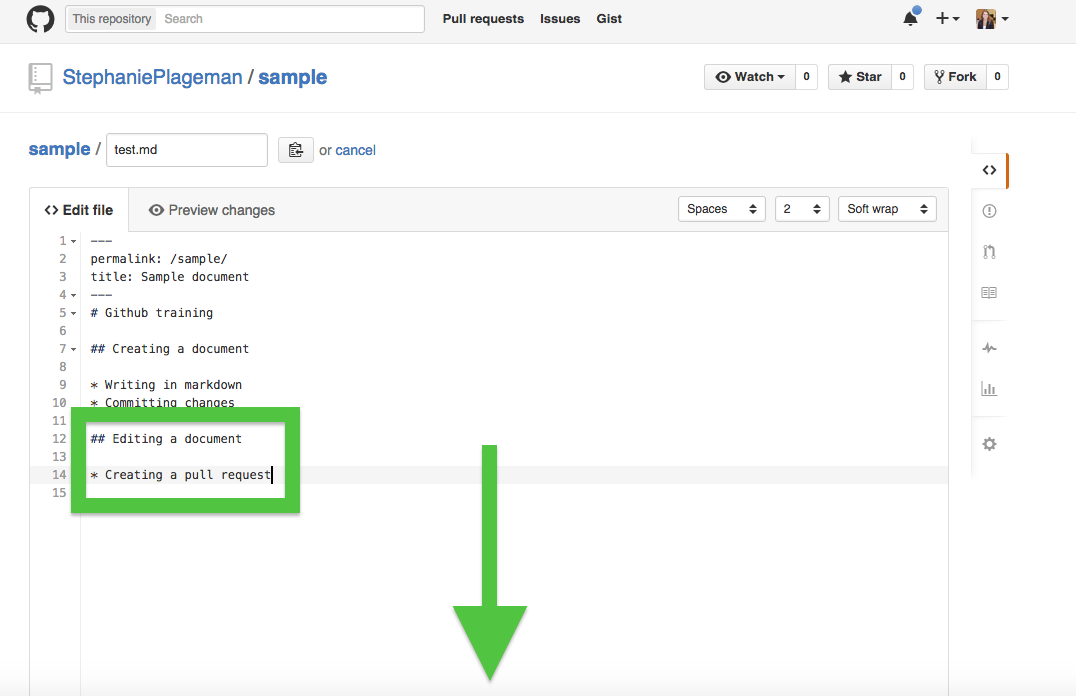 This repository Search Pull requests Issues Gist
StephaniePlageman / sample Watch 0 Star 0 Fork 0
sample / test.md or cancel
<> Edit file Preview changes Spaces 2 Soft wrap
1 ---
2 permalink: /sample/
3 title: Sample document
4 ---
5 # Github training
6
7 ## Creating a document
8
9 * Writing in markdown
10 * Committing changes
11
12 ## Editing a document
13
14 * Creating a pull request
15